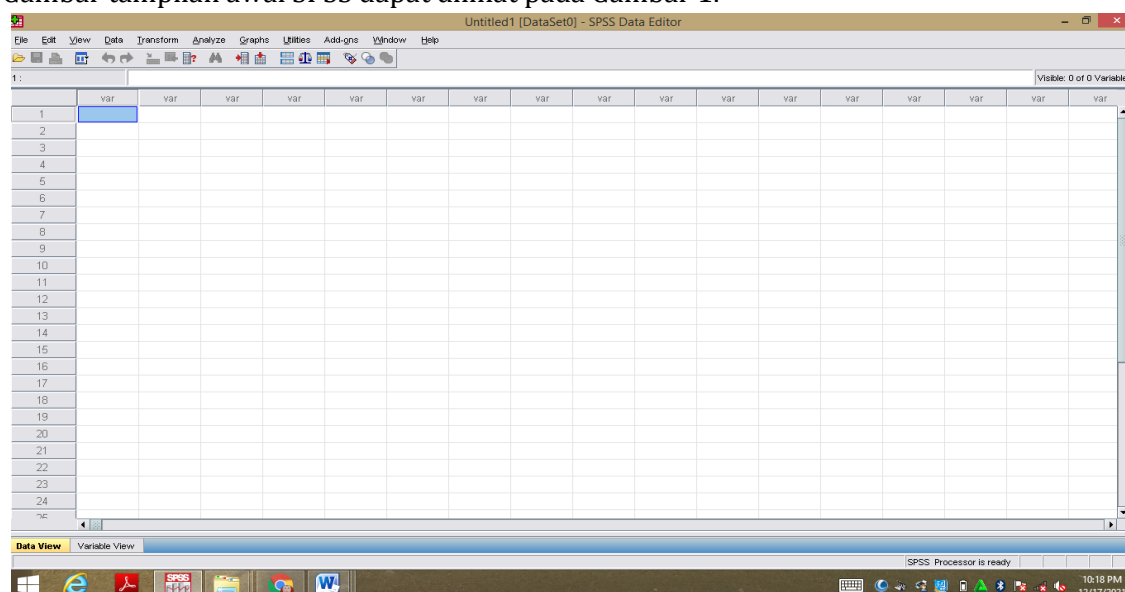 Gambar tampilan awal SPSS dapat dilihat pada Gambar 1.
Untitled1 [DataSet0] - SPSS Data Editor
File Edit View Data Transform Analyze Graphs Utilities Add-ons Window Help
1 :
Visible: 0 of 0 Variable
var var var var var var var var var var var var var var var var
1
2
3
4
5
6
7
8
9
10
11
12
13
14
15
16
17
18
19
20
21
22
23
24
25
Data View Variable View
SPSS Processor is ready
SPSS
10:18 PM